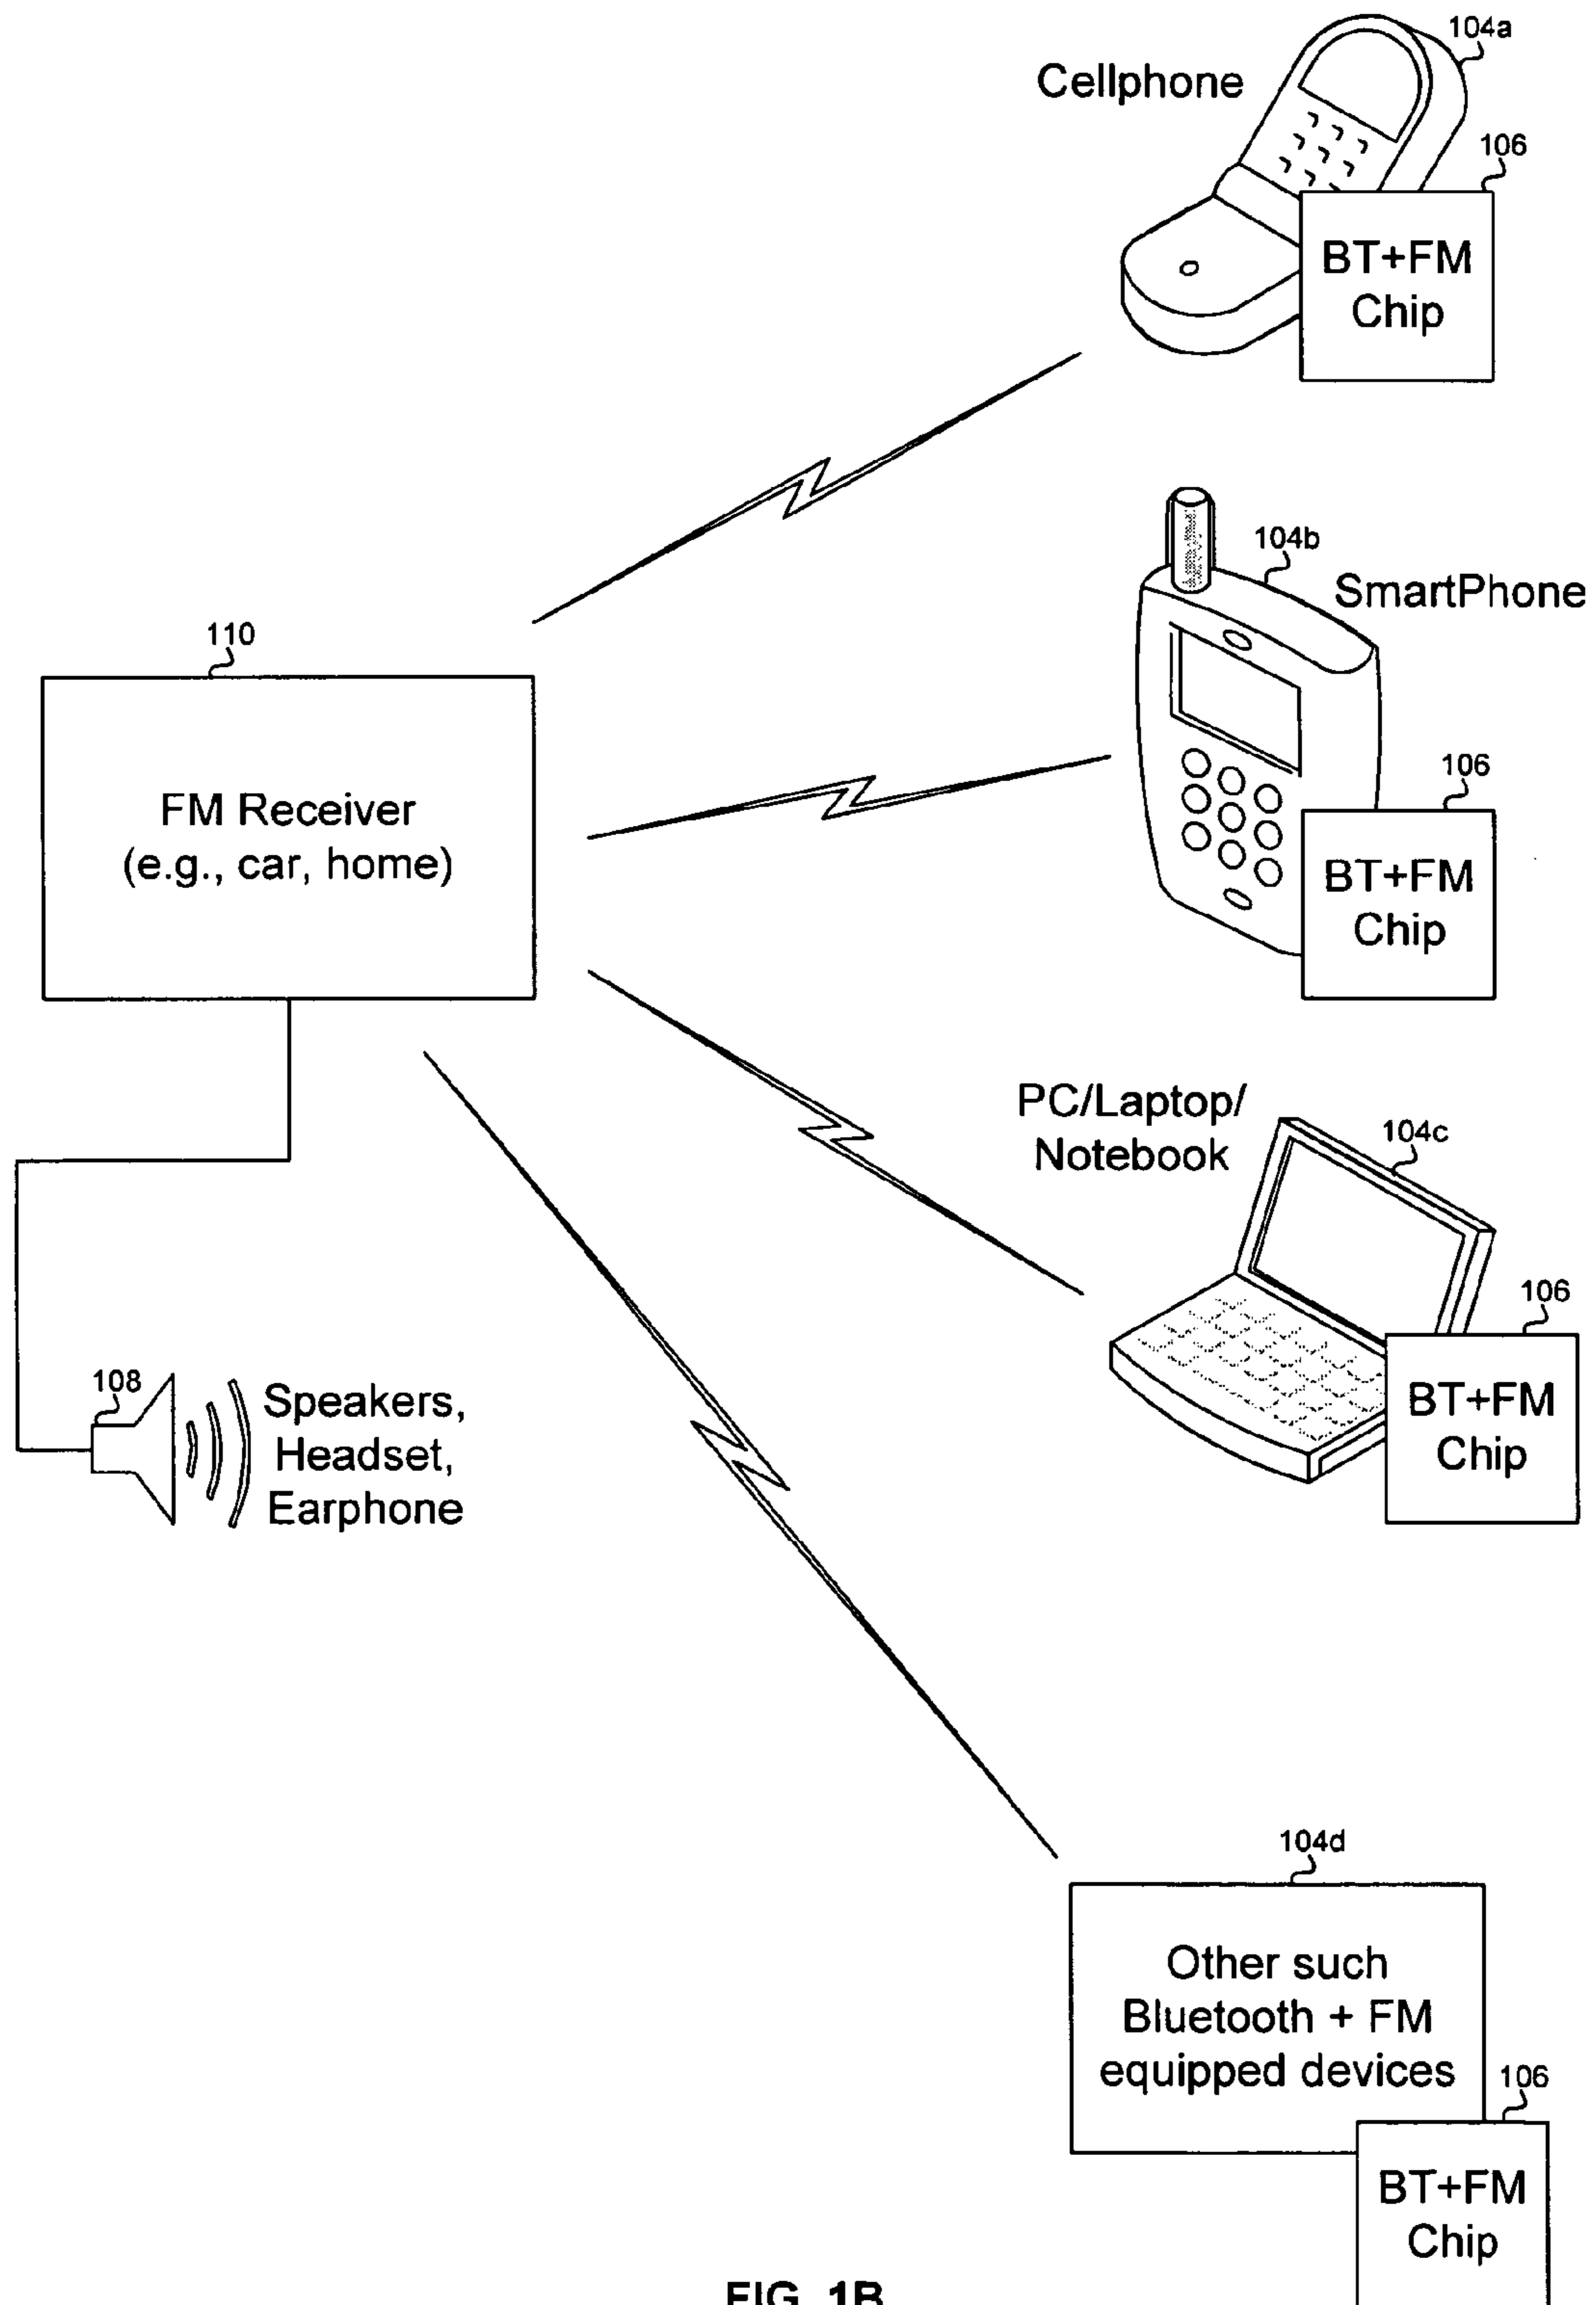 104a
Cellphone
106
BT+FM
Chip
104b
SmartPhone
110
FM Receiver
(e.g., car, home)
106
BT+FM
Chip
PC/Laptop/
Notebook
104c
106
BT+FM
Chip
108
Speakers,
Headset,
Earphone
104d
Other such
Bluetooth + FM
equipped devices
106
BT+FM
Chip
FIG. 1B